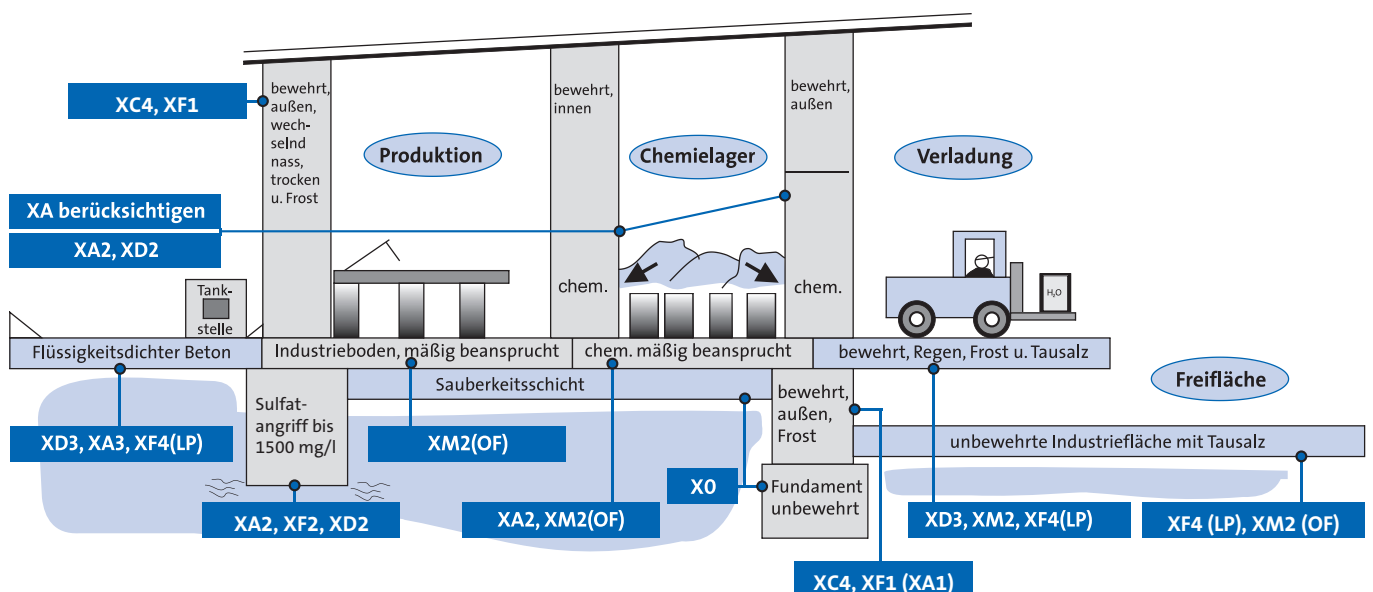 XC4, XF1
bewehrt,
außen,
wech-
selnd
nass,
trocken
u. Frost
Produktion
bewehrt,
innen
Chemielager
bewehrt,
außen
Verladung
XA berücksichtigen
XA2, XD2
Tank-
stelle
chem.
chem.
H₂O
Flüssigkeitsdichter Beton
Industrieboden, mäßig beansprucht
chem. mäßig beansprucht
bewehrt, Regen, Frost u. Tausalz
Freifläche
Sauberkeitsschicht
Sulfat-
angriff bis
1500 mg/l
bewehrt,
außen,
Frost
unbewehrte Industriefläche mit Tausalz
XD3, XA3, XF4(LP)
XM2(OF)
X0
Fundament
unbewehrt
XA2, XF2, XD2
XA2, XM2(OF)
XD3, XM2, XF4(LP)
XF4 (LP), XM2 (OF)
XC4, XF1 (XA1)